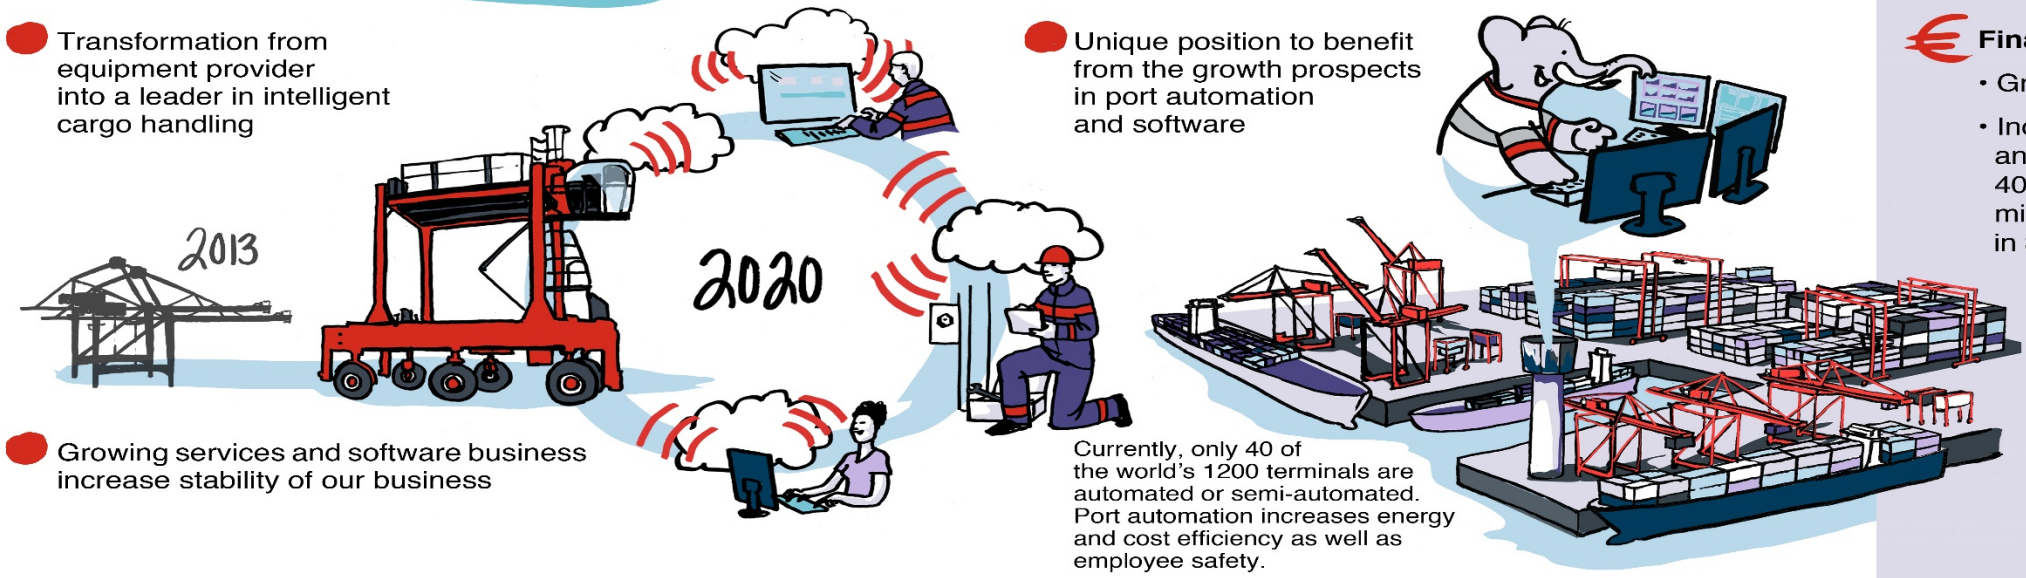 Transformation from
equipment provider
into a leader in intelligent
cargo handling
2013
2020
Growing services and software business
increase stability of our business
Unique position to benefit
from the growth prospects
in port automation
and software
Currently, only 40 of
the world's 1200 terminals are
automated or semi-automated.
Port automation increases energy
and cost efficiency as well as
employee safety.
€
• 
• 
40
in